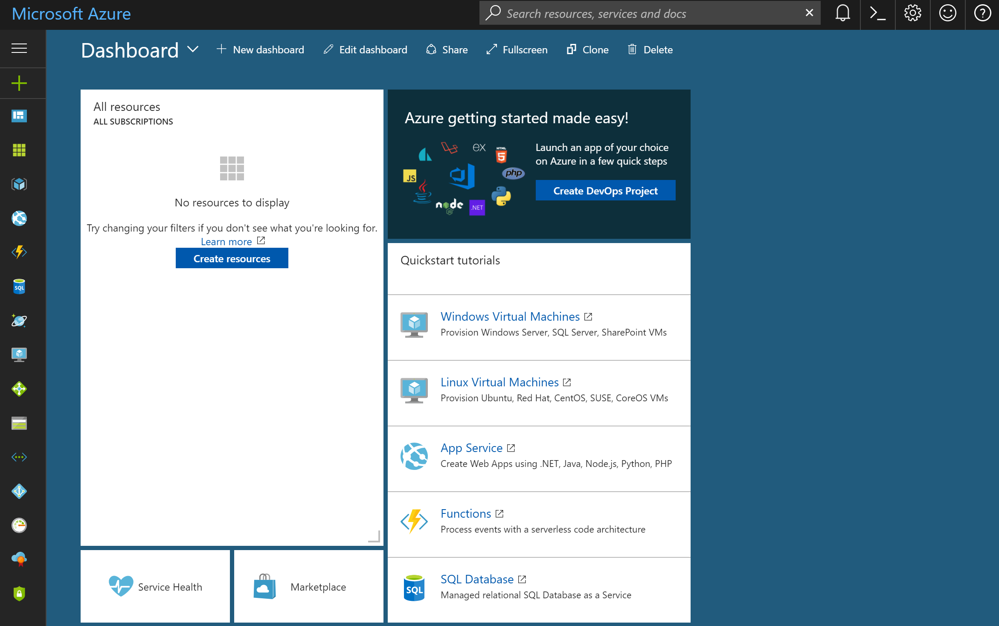 Microsoft Azure
Search resources, services and docs
Dashboard
New dashboard
Edit dashboard
Share
Fullscreen
Clone
Delete
All resources
ALL SUBSCRIPTIONS
No resources to display
Try changing your filters if you don't see what you're looking for.
Learn more
Create resources
Service Health
Marketplace
Azure getting started made easy!
ex
HTML
5
JS
php
node
JS
.NET
Launch an app of your choice
on Azure in a few quick steps
Create DevOps Project
Quickstart tutorials
Windows Virtual Machines
Provision Windows Server, SQL Server, SharePoint VMs
Linux Virtual Machines
Provision Ubuntu, Red Hat, CentOS, SUSE, CoreOS VMs
App Service
Create Web Apps using .NET, Java, Node.js, Python, PHP
Functions
Process events with a serverless code architecture
SQL
SQL Database
Managed relational SQL Database as a Service
SQL